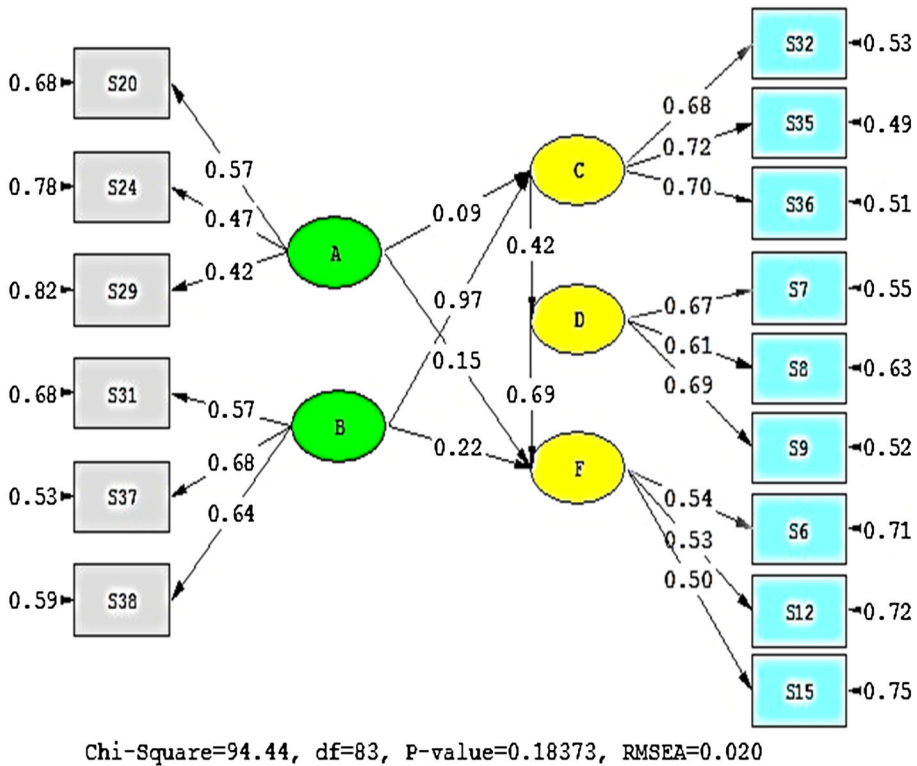 0.68 S20
0.78 S24
0.82 S29
0.68 S31
0.53 S37
0.59 S38
0.57
0.47
0.42
0.57
0.68
0.64
A
B
0.09
0.97
0.15
0.22
C
0.42
D
0.69
F
0.68
0.72
0.70
0.67
0.61
0.69
0.54
0.53
0.50
S32 0.53
S35 0.49
S36 0.51
S7 0.55
S8 0.63
S9 0.52
S6 0.71
S12 0.72
S15 0.75
Chi-Square=94.44, df=83, P-value=0.18373, RMSEA=0.020